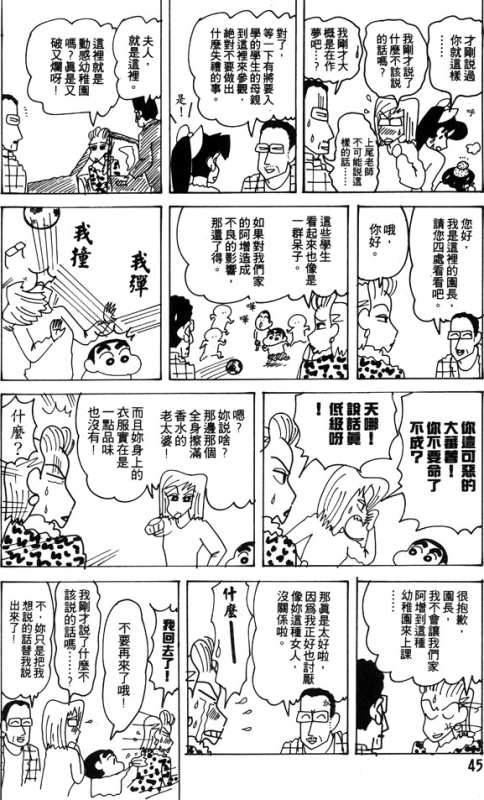 才剛說過
你就這樣
我剛才說了
什麼不該說
的話嗎？
上尾老師
不可能說這
樣的話……
我剛才大
概是在作
夢吧…？
對了，
等一下有將要入
學的學生的母親
到這裡來參觀，
絕對不要做出
什麼失禮的事。
是！
夫人，
就是這裡。
這裡就是
動感幼稚園
嗎？真是又
破又爛呀！
您好，
我是這裡的園長，
請您四處看看吧。
哦，
你好。
這些學生
看起來也像是
一群呆子。
如果對我們家
的阿增造成
不良的影響，
那還了得。
我彈
我撞
你這可惡的
大蕃薯！
你不要命了
不成？
天哪！
說話真
低級呀
！
嗯？
妳說啥？
那邊那個
全身擦滿
香水的
老太婆！
而且妳身上的
衣服實在是
一點品味
也沒有！
什麼？
很抱歉，
園長，
我不會讓我們家
阿增到這種
幼稚園來上課
……
那真是太好啦，
因為我正好也討厭
像妳這種女人，
沒關係啦。
什麼——
我回去了！
不要再來了哦！
我剛才說了什麼不
該說的話嗎……？
不，妳只是把我
想說的話替我說
出來了！
45